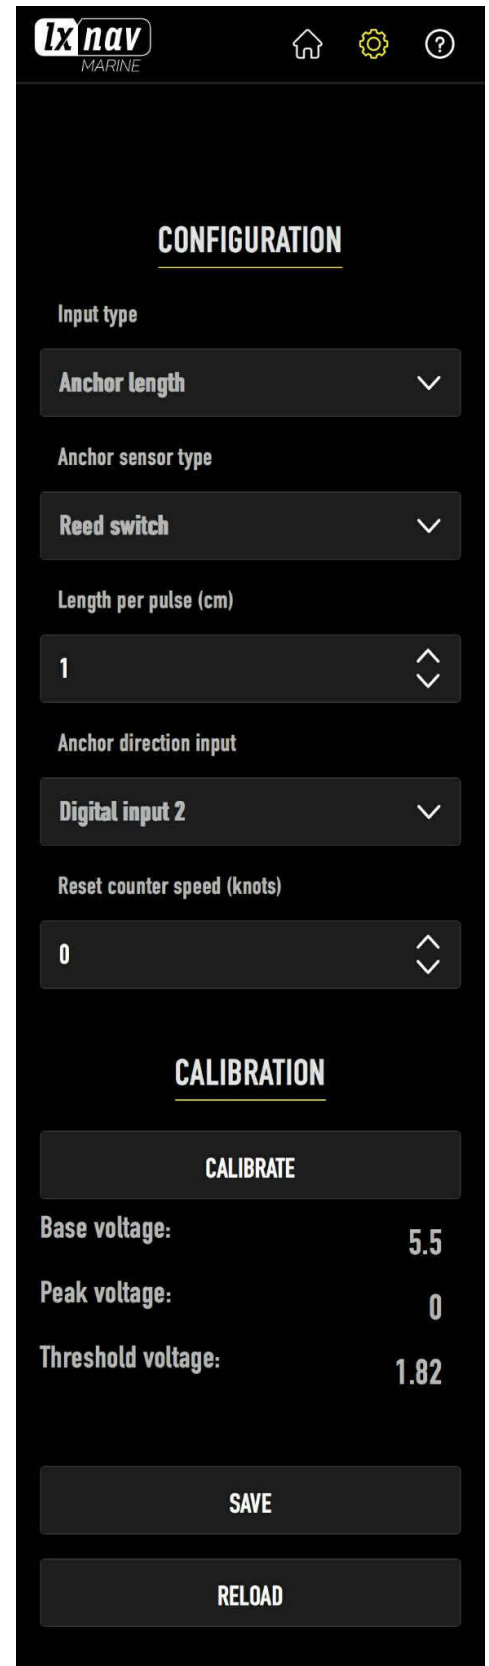 lx nav
MARINE
CONFIGURATION
Input type
Anchor length
Anchor sensor type
Reed switch
Length per pulse (cm)
1
Anchor direction input
Digital input 2
Reset counter speed (knots)
0
CALIBRATION
CALIBRATE
Base voltage: 5.5
Peak voltage: 0
Threshold voltage: 1.82
SAVE
RELOAD